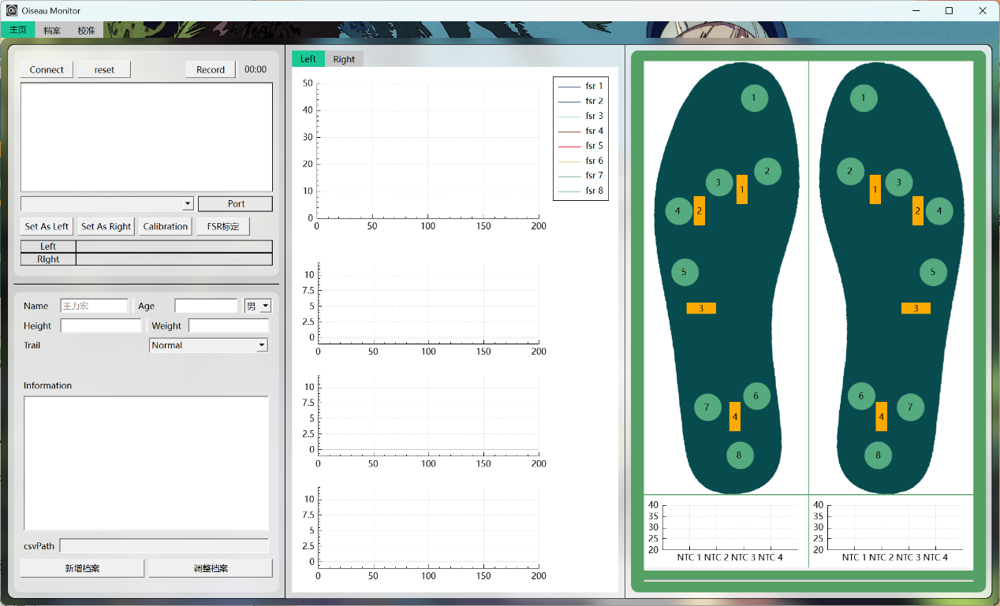 Oiseau Monitor
主页 档案 校准
Connect reset Record 00:00
Port
Set As Left Set As Right Calibration FSR标定
Left
RIght
Name 王力宏 Age 男
Height Weight
Trail Normal
Information
csvPath
新增档案 调整档案
Left Right
50
40
30
20
10
0
0 50 100 150 200
fsr 1
fsr 2
fsr 3
fsr 4
fsr 5
fsr 6
fsr 7
fsr 8
10
7.5
5
2.5
0
0 50 100 150 200
10
7.5
5
2.5
0
0 50 100 150 200
10
7.5
5
2.5
0
0 50 100 150 200
1
2
3
1
4
2
5
3
6
7
4
8
1
2
3
1
2
4
5
3
6
7
4
8
40
35
30
25
20
NTC 1 NTC 2 NTC 3 NTC 4
40
35
30
25
20
NTC 1 NTC 2 NTC 3 NTC 4